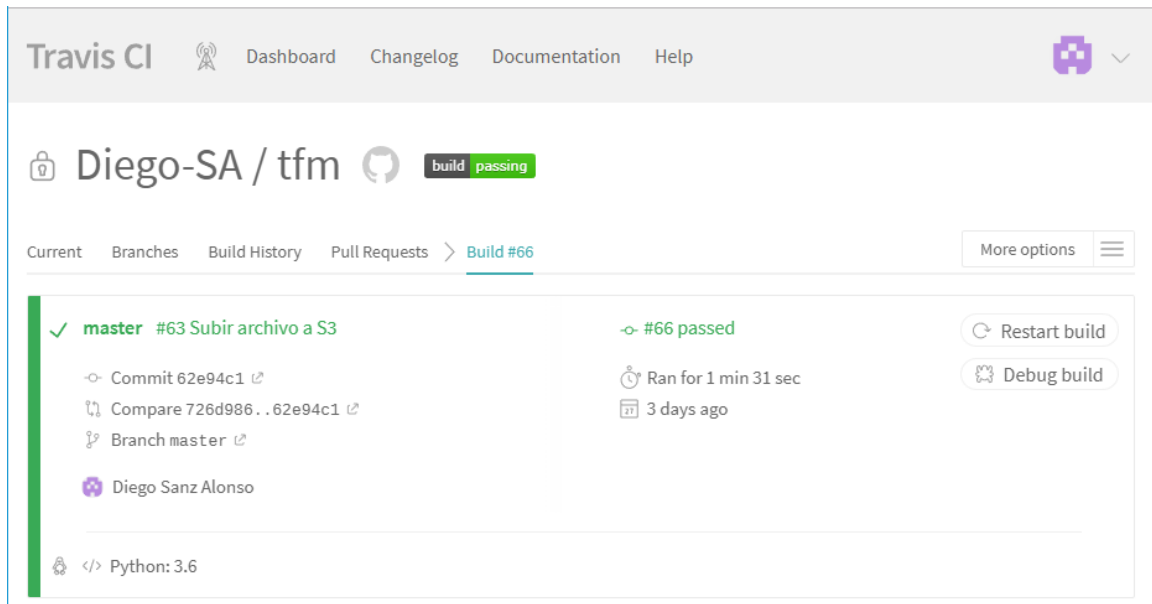 Travis CI Dashboard Changelog Documentation Help
Diego-SA / tfm build passing
Current Branches Build History Pull Requests Build #66 More options
master #63 Subir archivo a S3 #66 passed Restart build
Commit 62e94c1 Ran for 1 min 31 sec Debug build
Compare 726d986..62e94c1 3 days ago
Branch master
Diego Sanz Alonso
</> Python: 3.6